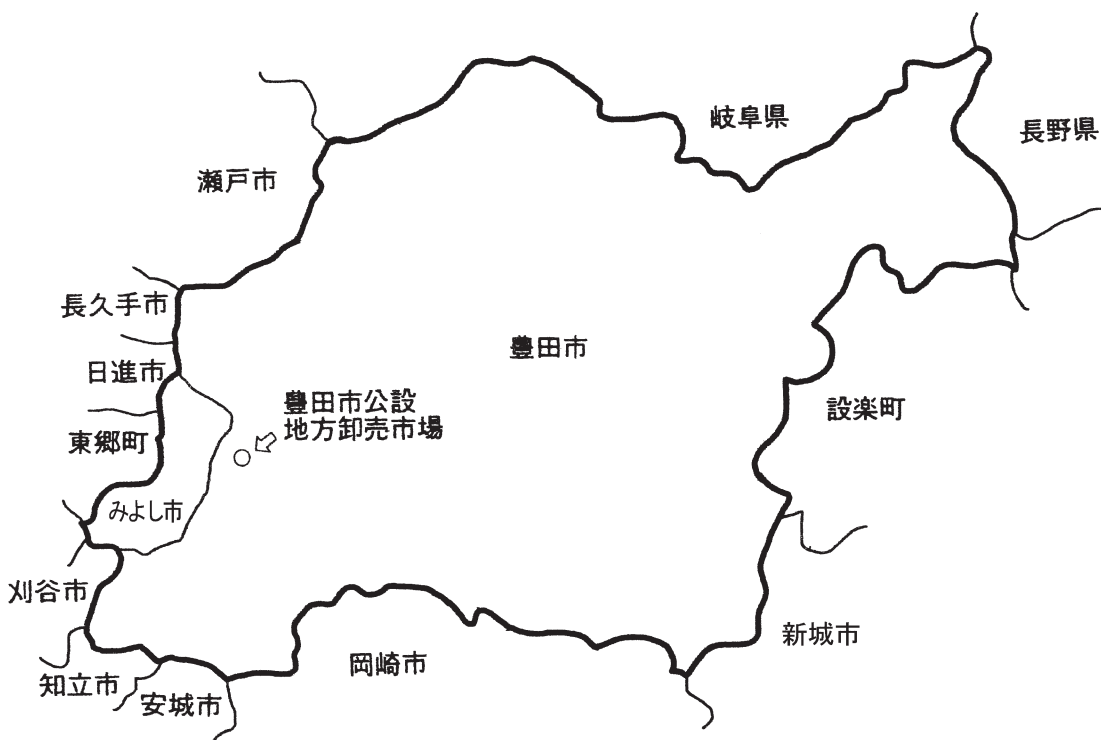 岐阜県
長野県
瀬戸市
長久手市
豊田市
日進市
豊田市公設
地方卸売市場
設楽町
東郷町
みよし市
刈谷市
新城市
岡崎市
知立市
安城市